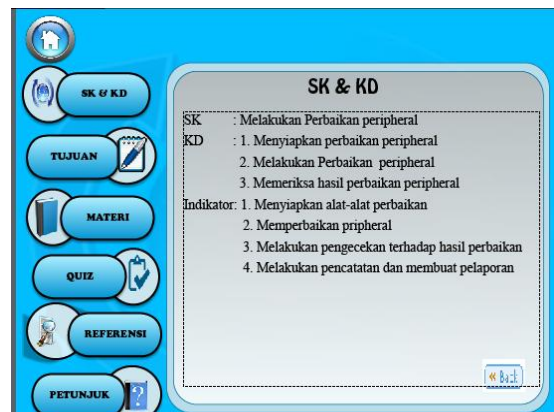 SK & KD
TUJUAN
MATERI
QUIZ
REFERENSI
PETUNJUK
SK & KD
SK : Melakukan Perbaikan peripheral
KD : 1. Menyiapkan perbaikan peripheral
2. Melakukan Perbaikan peripheral
3. Memeriksa hasil perbaikan peripheral
Indikator: 1. Menyiapkan alat-alat perbaikan
2. Memperbaikan pripheral
3. Melakukan pengecekan terhadap hasil perbaikan
4. Melakukan pencatatan dan membuat pelaporan
« Back